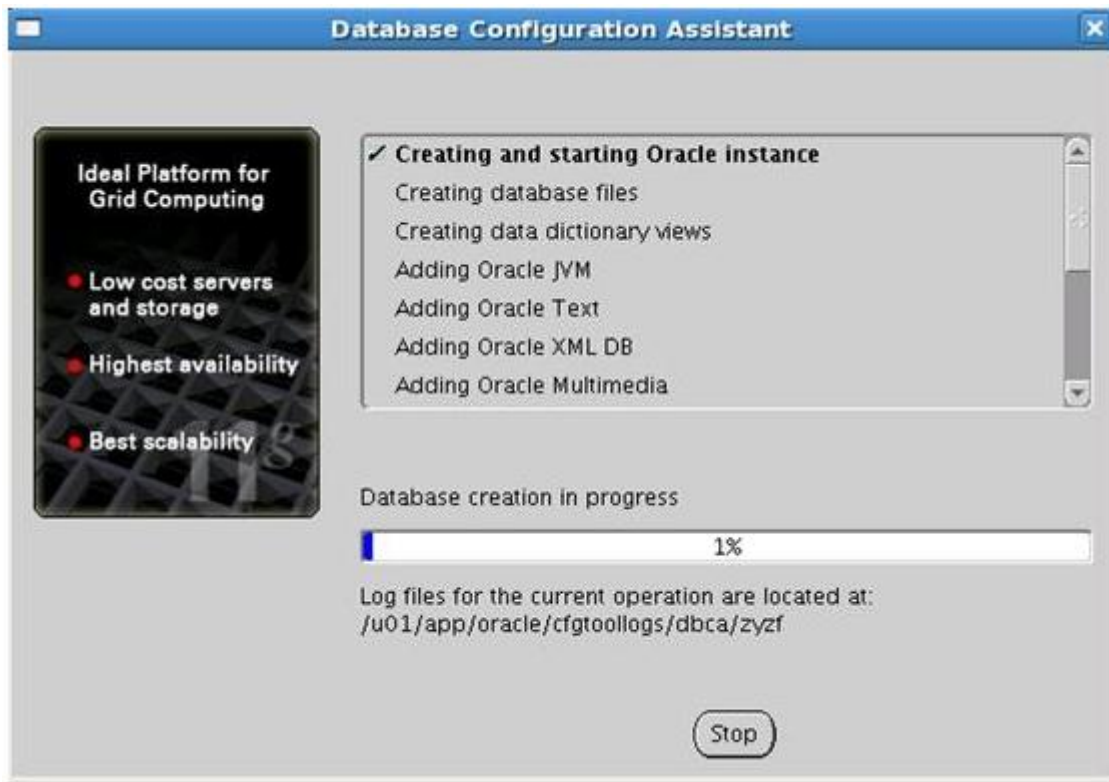 Database Configuration Assistant
Ideal Platform for
Grid Computing
Low cost servers
and storage
Highest availability
Best scalability
11g
Creating and starting Oracle instance
Creating database files
Creating data dictionary views
Adding Oracle JVM
Adding Oracle Text
Adding Oracle XML DB
Adding Oracle Multimedia
Database creation in progress
1%
Log files for the current operation are located at:
/u01/app/oracle/cfgtoollogs/dbca/zyzf
Stop